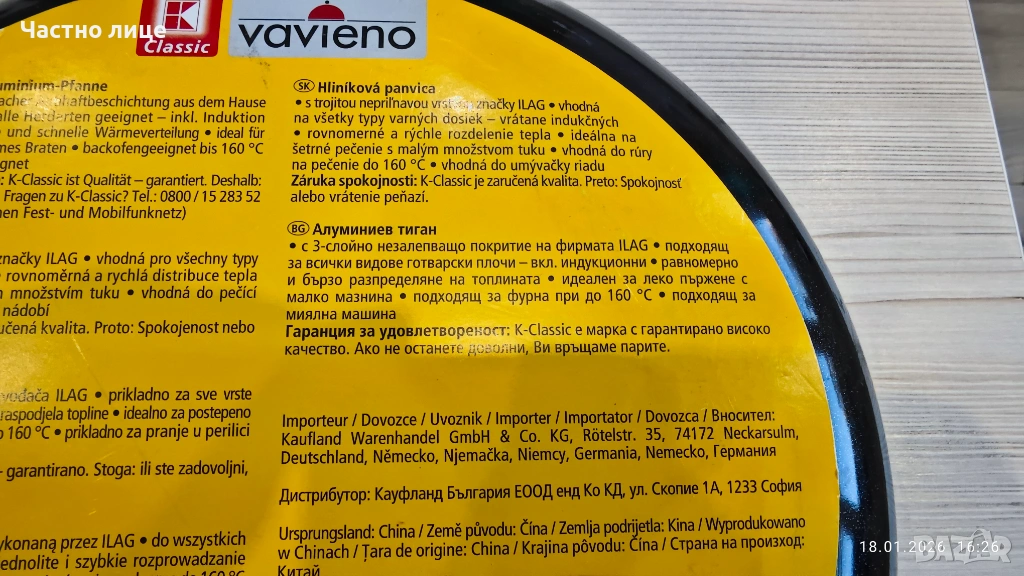 Частно лице
K
Classic
vavieno
uminium-Pfanne
acher haftbeschichtung aus dem Hause
alle Herdarten geeignet – inkl. Induktion
und schnelle Wärmeverteilung • ideal für
mes Braten • backofengeeignet bis 160 °C
gnet
: K-Classic ist Qualität – garantiert. Deshalb:
Fragen zu K-Classic? Tel.: 0800 / 15 283 52
nen Fest- und Mobilfunknetz)
značky ILAG • vhodná pro všechny typy
rovnoměrná a rychlá distribuce tepla
množstvím tuku • vhodná do pečící
nádobí
učená kvalita. Proto: Spokojenost nebo
vođača ILAG • prikladno za sve vrste
raspodjela topline • idealno za postepeno
160 °C • prikladno za pranje u perilici
– garantirano. Stoga: ili ste zadovoljni,
ykonaną przez ILAG • do wszystkich
jednolite i szybkie rozprowadzanie
do 160 °C
SK Hliníková panvica
• s trojitou nepriľnavou vrstvou značky ILAG • vhodná
na všetky typy varných dosiek – vrátane indukčných
• rovnomerné a rýchle rozdelenie tepla • ideálna na
šetrné pečenie s malým množstvom tuku • vhodná do rúry
na pečenie do 160 °C • vhodná do umývačky riadu
Záruka spokojnosti: K-Classic je zaručená kvalita. Preto: Spokojnosť
alebo vrátenie peňazí.
BG Алуминиев тиган
• с 3-слойно незалепващо покритие на фирмата ILAG • подходящ
за всички видове готварски плочи – вкл. индукционни • равномерно
и бързо разпределяне на топлината • идеален за леко пържене с
малко мазнина • подходящ за фурна при до 160 °C • подходящ за
миялна машина
Гаранция за удовлетвореност: K-Classic е марка с гарантирано високо
качество. Ако не останете доволни, Ви връщаме парите.
Importeur / Dovozce / Uvoznik / Importer / Importator / Dovozca / Вносител:
Kaufland Warenhandel GmbH & Co. KG, Rötelstr. 35, 74172 Neckarsulm,
Deutschland, Německo, Njemačka, Niemcy, Germania, Nemecko, Германия
Дистрибутор: Кауфланд България ЕООД енд Ко КД, ул. Скопие 1А, 1233 София
Ursprungsland: China / Země původu: Čína / Zemlja podrijetla: Kina / Wyprodukowano
w Chinach / Țara de origine: China / Krajina pôvodu: Čína / Страна на произход:
Китай
18.01.2026 16:26
BAZAR